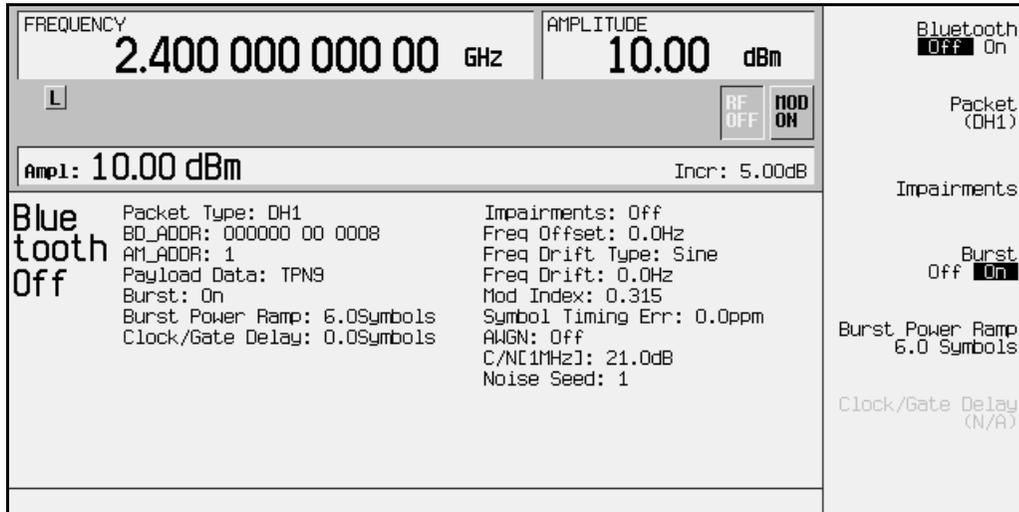 FREQUENCY
2.400 000 000 00 GHz
AMPLITUDE
10.00 dBm
L
RF OFF
MOD ON
Ampl: 10.00 dBm
Incr: 5.00dB
Blue
tooth
Off
Packet Type: DH1
BD_ADDR: 000000 00 0008
AM_ADDR: 1
Payload Data: TPN9
Burst: On
Burst Power Ramp: 6.0Symbols
Clock/Gate Delay: 0.0Symbols
Impairments: Off
Freq Offset: 0.0Hz
Freq Drift Type: Sine
Freq Drift: 0.0Hz
Mod Index: 0.315
Symbol Timing Err: 0.0ppm
AWGN: Off
C/N[1MHz]: 21.0dB
Noise Seed: 1
Bluetooth
Off On
Packet
(DH1)
Impairments
Burst
Off On
Burst Power Ramp
6.0 Symbols
Clock/Gate Delay
(N/A)